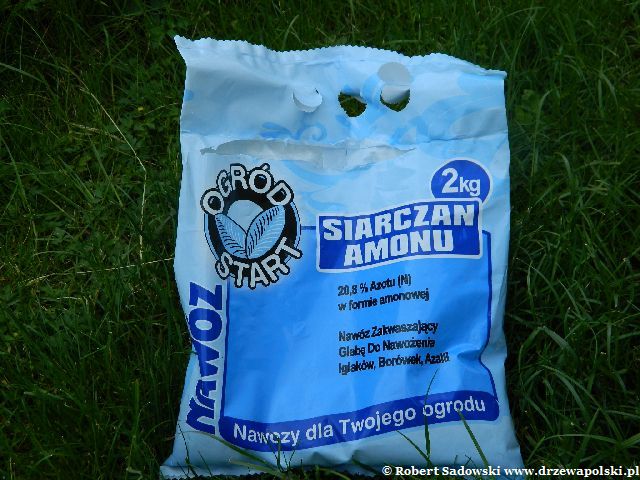 OGRÓD
START
2kg
SIARCZAN
AMONU
20,8 % Azotu (N)
w formie amonowej
Nawóz Zakwaszający
Glebę Do Nawożenia
Iglaków, Borówek, Azalii
NAWÓZ
Nawozy dla Twojego ogrodu
© Robert Sadowski www.drzewapolski.pl